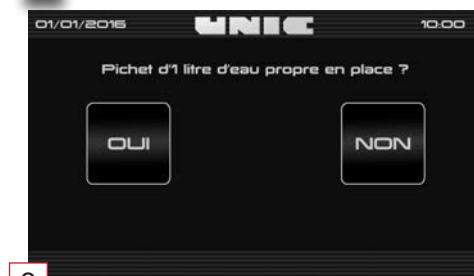 01/01/2016 UNIC 10:00
Pichet d'1 litre d'eau propre en place ?
OUI NON